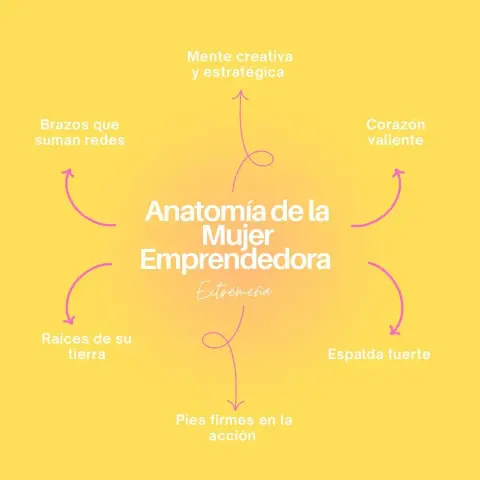 Mente creativa
y estratégica
Brazos que
suman redes
Corazón
valiente
Anatomía de la
Mujer
Emprendedora
Extremeña
Raíces de su
tierra
Espalda fuerte
Pies firmes en la
acción